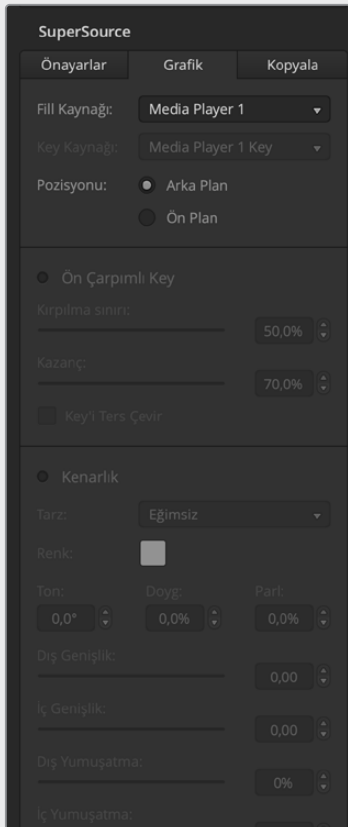 SuperSource
Önayarlar Grafik Kopyala
Fill Kaynağı: Media Player 1
Key Kaynağı: Media Player 1 Key
Pozisyonu: Arka Plan
Ön Plan
Ön Çarpımlı Key
Kırpılma sınırı:
50,0%
Kazanç:
70,0%
Key'i Ters Çevir
Kenarlık
Tarz: Eğimsiz
Renk:
Ton: Doyg: Parl:
0,0° 0,0% 0,0%
Dış Genişlik:
0,00
İç Genişlik:
0,00
Dış Yumuşatma:
0%
İç Yumuşatma: